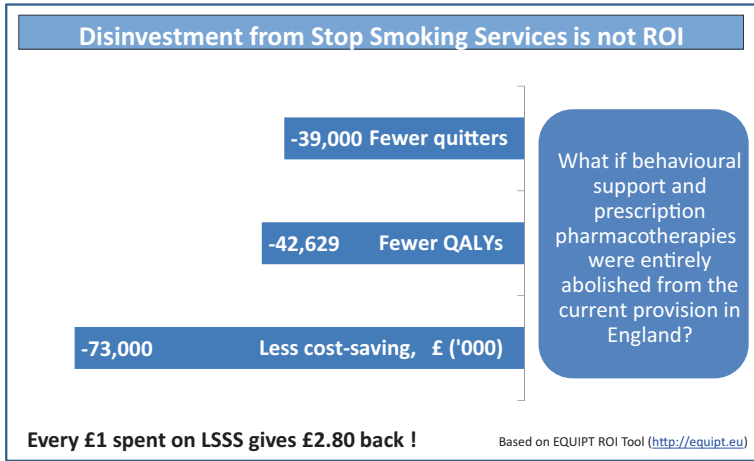 Disinvestment from Stop Smoking Services is not ROI
-39,000 Fewer quitters
-42,629 Fewer QALYs
-73,000 Less cost-saving, £ ('000)
What if behavioural
support and
prescription
pharmacotherapies
were entirely
abolished from the
current provision in
England?
Every £1 spent on LSSS gives £2.80 back !
Based on EQUIPT ROI Tool (http://equipt.eu)